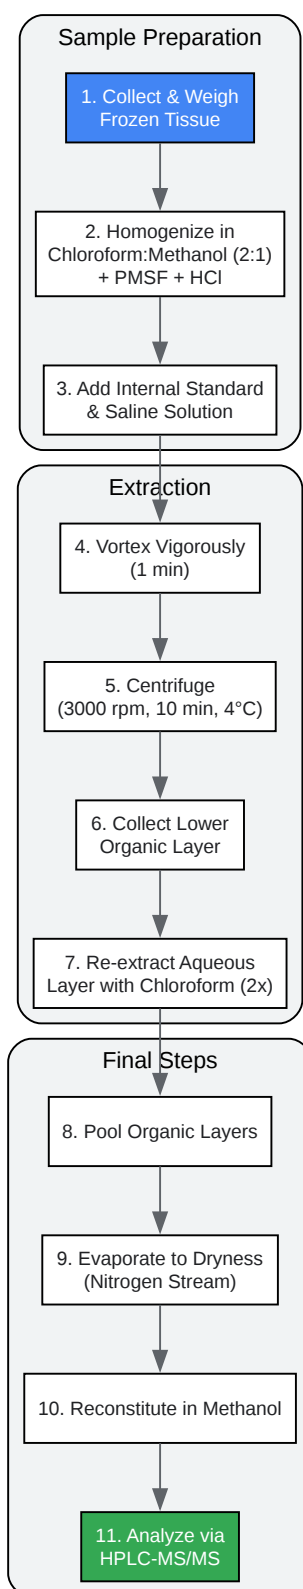 Sample Preparation
1. Collect & Weigh
Frozen Tissue
2. Homogenize in
Chloroform:Methanol (2:1)
+ PMSF + HCl
3. Add Internal Standard
& Saline Solution
Extraction
4. Vortex Vigorously
(1 min)
5. Centrifuge
(3000 rpm, 10 min, 4°C)
6. Collect Lower
Organic Layer
7. Re-extract Aqueous
Layer with Chloroform (2x)
Final Steps
8. Pool Organic Layers
9. Evaporate to Dryness
(Nitrogen Stream)
10. Reconstitute in Methanol
11. Analyze via
HPLC-MS/MS